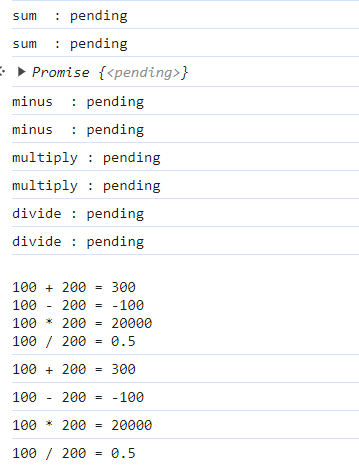 sum  : pending
sum  : pending
Promise {<pending>}
minus  : pending
minus  : pending
multiply : pending
multiply : pending
divide : pending
divide : pending
100 + 200 = 300
100 - 200 = -100
100 * 200 = 20000
100 / 200 = 0.5
100 + 200 = 300
100 - 200 = -100
100 * 200 = 20000
100 / 200 = 0.5